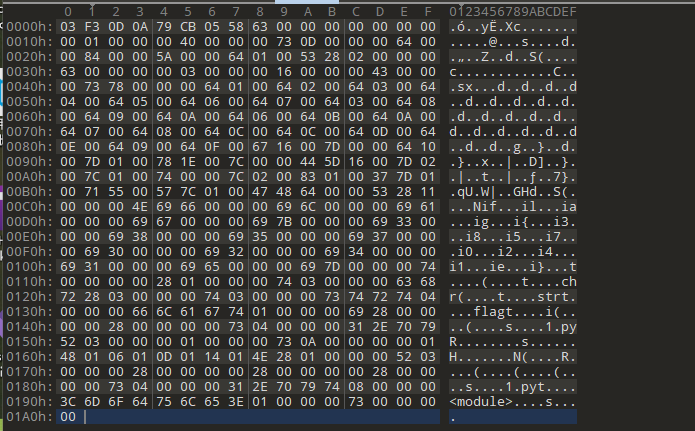 0 1 2 3 4 5 6 7 8 9 A B C D E F 0123456789ABCDEF
0000h: 03 F3 0D 0A 79 CB 05 58 63 00 00 00 00 00 00 00 .ó..yË.Xc.......
0010h: 00 01 00 00 00 40 00 00 00 73 0D 00 00 00 64 00 .....@...s....d.
0020h: 00 84 00 00 5A 00 00 64 01 00 53 28 02 00 00 00 .„..Z..d..S(....
0030h: 63 00 00 00 00 03 00 00 00 16 00 00 00 43 00 00 c............C..
0040h: 00 73 78 00 00 00 64 01 00 64 02 00 64 03 00 64 .sx...d..d..d..d
0050h: 04 00 64 05 00 64 06 00 64 07 00 64 03 00 64 08 ..d..d..d..d..d.
0060h: 00 64 09 00 64 0A 00 64 06 00 64 0B 00 64 0A 00 .d..d..d..d..d..
0070h: 64 07 00 64 08 00 64 0C 00 64 0C 00 64 0D 00 64 d..d..d..d..d..d
0080h: 0E 00 64 09 00 64 0F 00 67 16 00 7D 00 00 64 10 ..d..d..g..}..d.
0090h: 00 7D 01 00 78 1E 00 7C 00 00 44 5D 16 00 7D 02 .}..x..|..D]..}.
00A0h: 00 7C 01 00 74 00 00 7C 02 00 83 01 00 37 7D 01 .|..t..|..ƒ..7}.
00B0h: 00 71 55 00 57 7C 01 00 47 48 64 00 00 53 28 11 .qU.W|..GHd..S(.
00C0h: 00 00 00 4E 69 66 00 00 00 69 6C 00 00 00 69 61 ...Nif...il...ia
00D0h: 00 00 00 69 67 00 00 00 69 7B 00 00 00 69 33 00 ...ig...i{...i3.
00E0h: 00 00 69 38 00 00 00 69 35 00 00 00 69 37 00 00 ..i8...i5...i7..
00F0h: 00 69 30 00 00 00 69 32 00 00 00 69 34 00 00 00 .i0...i2...i4...
0100h: 69 31 00 00 00 69 65 00 00 00 69 7D 00 00 00 74 i1...ie...i}...t
0110h: 00 00 00 00 28 01 00 00 00 74 03 00 00 00 63 68 ....(....t....ch
0120h: 72 28 03 00 00 00 74 03 00 00 00 73 74 72 74 04 r(....t....strt.
0130h: 00 00 00 66 6C 61 67 74 01 00 00 00 69 28 00 00 ...flagt....i(..
0140h: 00 00 28 00 00 00 00 73 04 00 00 00 31 2E 70 79 ..(....s....1.py
0150h: 52 03 00 00 00 01 00 00 00 73 0A 00 00 00 00 01 R........s......
0160h: 48 01 06 01 0D 01 14 01 4E 28 01 00 00 00 52 03 H.......N(....R.
0170h: 00 00 00 28 00 00 00 00 28 00 00 00 00 28 00 00 ...(....(....(..
0180h: 00 00 73 04 00 00 00 31 2E 70 79 74 08 00 00 00 ..s....1.pyt....
0190h: 3C 6D 6F 64 75 6C 65 3E 01 00 00 00 73 00 00 00 <module>....s...
01A0h: 00 .